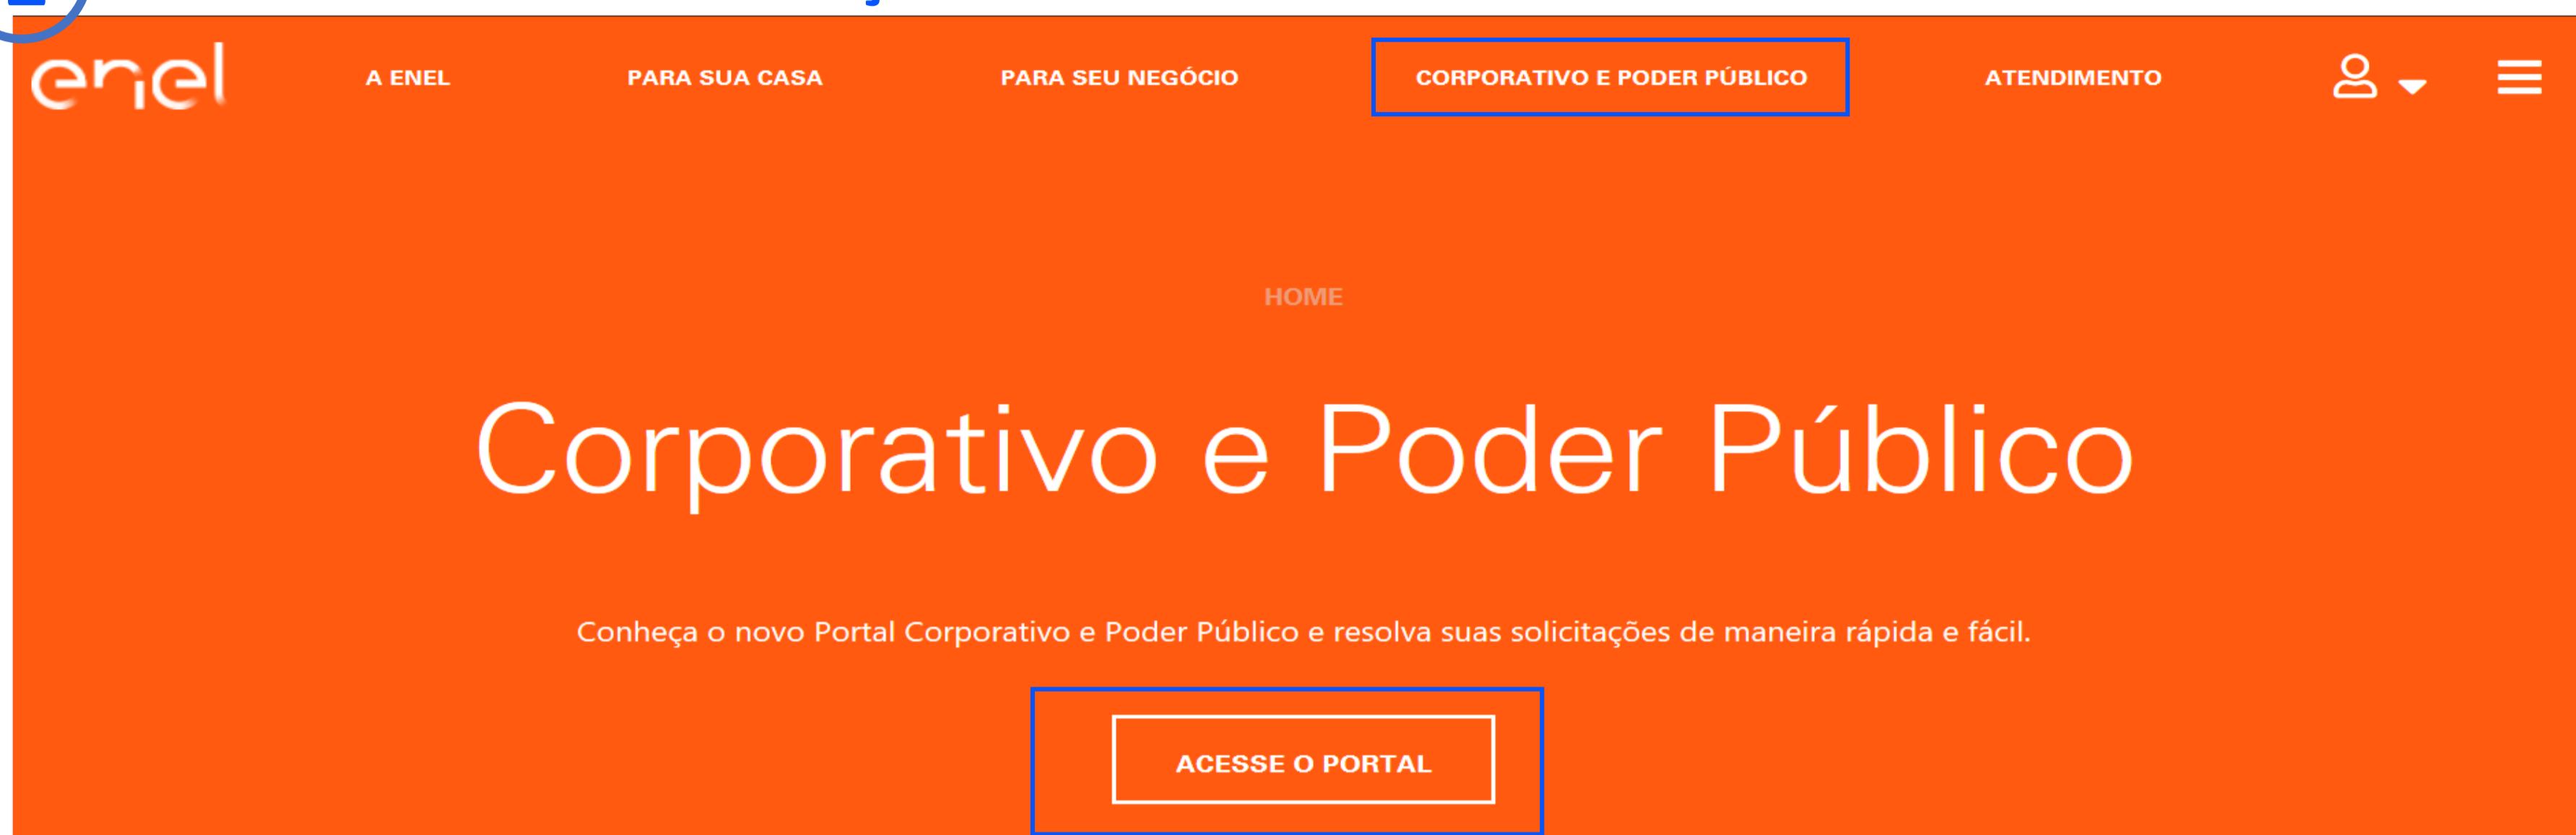 enel
A ENEL PARA SUA CASA PARA SEU NEGÓCIO CORPORATIVO E PODER PÚBLICO ATENDIMENTO
HOME
Corporativo e Poder Público
Conheça o novo Portal Corporativo e Poder Público e resolva suas solicitações de maneira rápida e fácil.
ACESSE O PORTAL